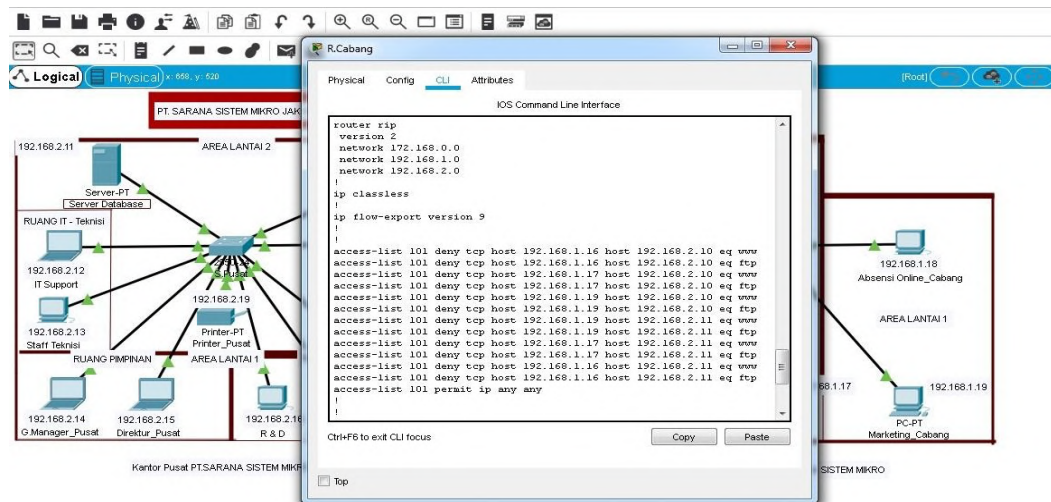 R.Cabang
Physical Config CLI Attributes
IOS Command Line Interface
router rip
version 2
network 172.168.0.0
network 192.168.1.0
network 192.168.2.0
!
ip classless
!
ip flow-export version 9
!
!
access-list 101 deny tcp host 192.168.1.16 host 192.168.2.10 eq www
access-list 101 deny tcp host 192.168.1.16 host 192.168.2.10 eq ftp
access-list 101 deny tcp host 192.168.1.17 host 192.168.2.10 eq www
access-list 101 deny tcp host 192.168.1.17 host 192.168.2.10 eq ftp
access-list 101 deny tcp host 192.168.1.19 host 192.168.2.10 eq www
access-list 101 deny tcp host 192.168.1.19 host 192.168.2.10 eq ftp
access-list 101 deny tcp host 192.168.1.19 host 192.168.2.11 eq ftp
access-list 101 deny tcp host 192.168.1.19 host 192.168.2.11 eq www
access-list 101 deny tcp host 192.168.1.17 host 192.168.2.11 eq www
access-list 101 deny tcp host 192.168.1.17 host 192.168.2.11 eq ftp
access-list 101 deny tcp host 192.168.1.16 host 192.168.2.11 eq www
access-list 101 deny tcp host 192.168.1.16 host 192.168.2.11 eq ftp
access-list 101 permit ip any any
!
!
Ctrl+F6 to exit CLI focus
Copy Paste
Top
Logical Physical x: 658, y: 620
[Root]
PT. SARANA SISTEM MIKRO JAK
192.168.2.11
AREA LANTAI 2
Server-PT
Server Database
RUANG IT - Teknisi
192.168.2.12
IT Support
S.Pusat
192.168.2.19
Printer-PT
Printer_Pusat
192.168.2.13
Staff Teknisi
RUANG PIMPINAN
AREA LANTAI 1
192.168.2.14
G.Manager_Pusat
192.168.2.15
Direktur_Pusat
192.168.2.16
R & D
Kantor Pusat PT.SARANA SISTEM MIKR
192.168.1.18
Absensi Online_Cabang
AREA LANTAI 1
68.1.17
192.168.1.19
PC-PT
Marketing_Cabang
SISTEM MIKRO